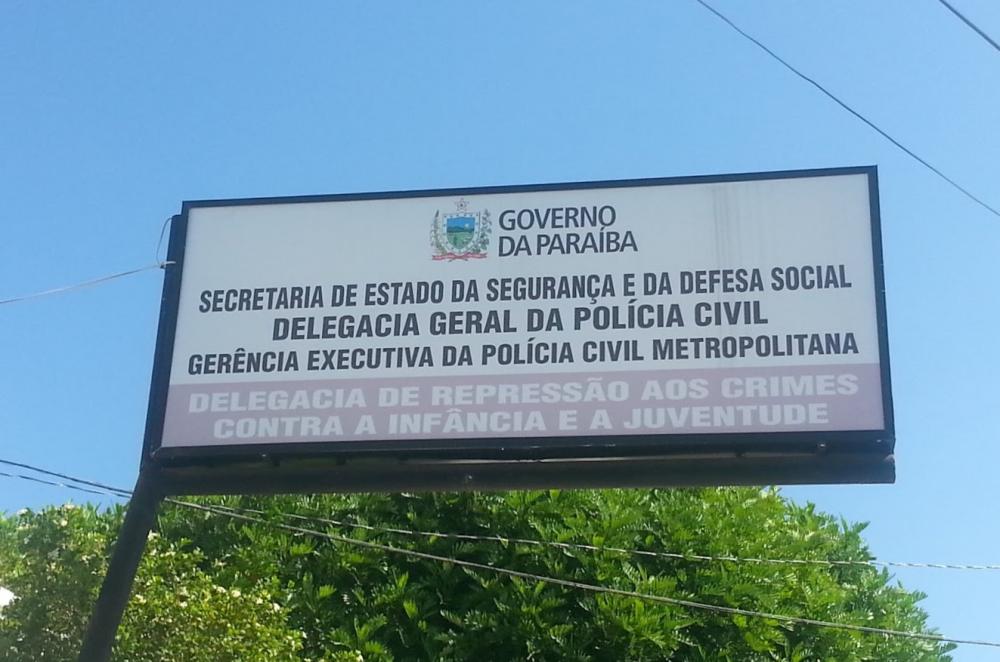 GOVERNO
DA PARAÍBA
SECRETARIA DE ESTADO DA SEGURANÇA E DA DEFESA SOCIAL
DELEGACIA GERAL DA POLÍCIA CIVIL
GERÊNCIA EXECUTIVA DA POLÍCIA CIVIL METROPOLITANA
DELEGACIA DE REPRESSÃO AOS CRIMES
CONTRA A INFÂNCIA E A JUVENTUDE